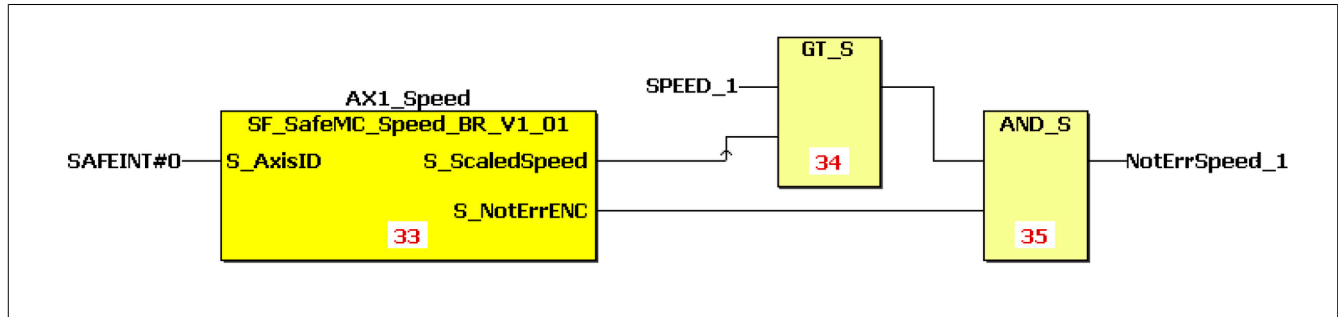 GT_S
SPEED_1
34
AX1_Speed
SF_SafeMC_Speed_BR_V1_01
SAFEINT#0
S_AxisID
S_ScaledSpeed
S_NotErrENC
33
AND_S
NotErrSpeed_1
35